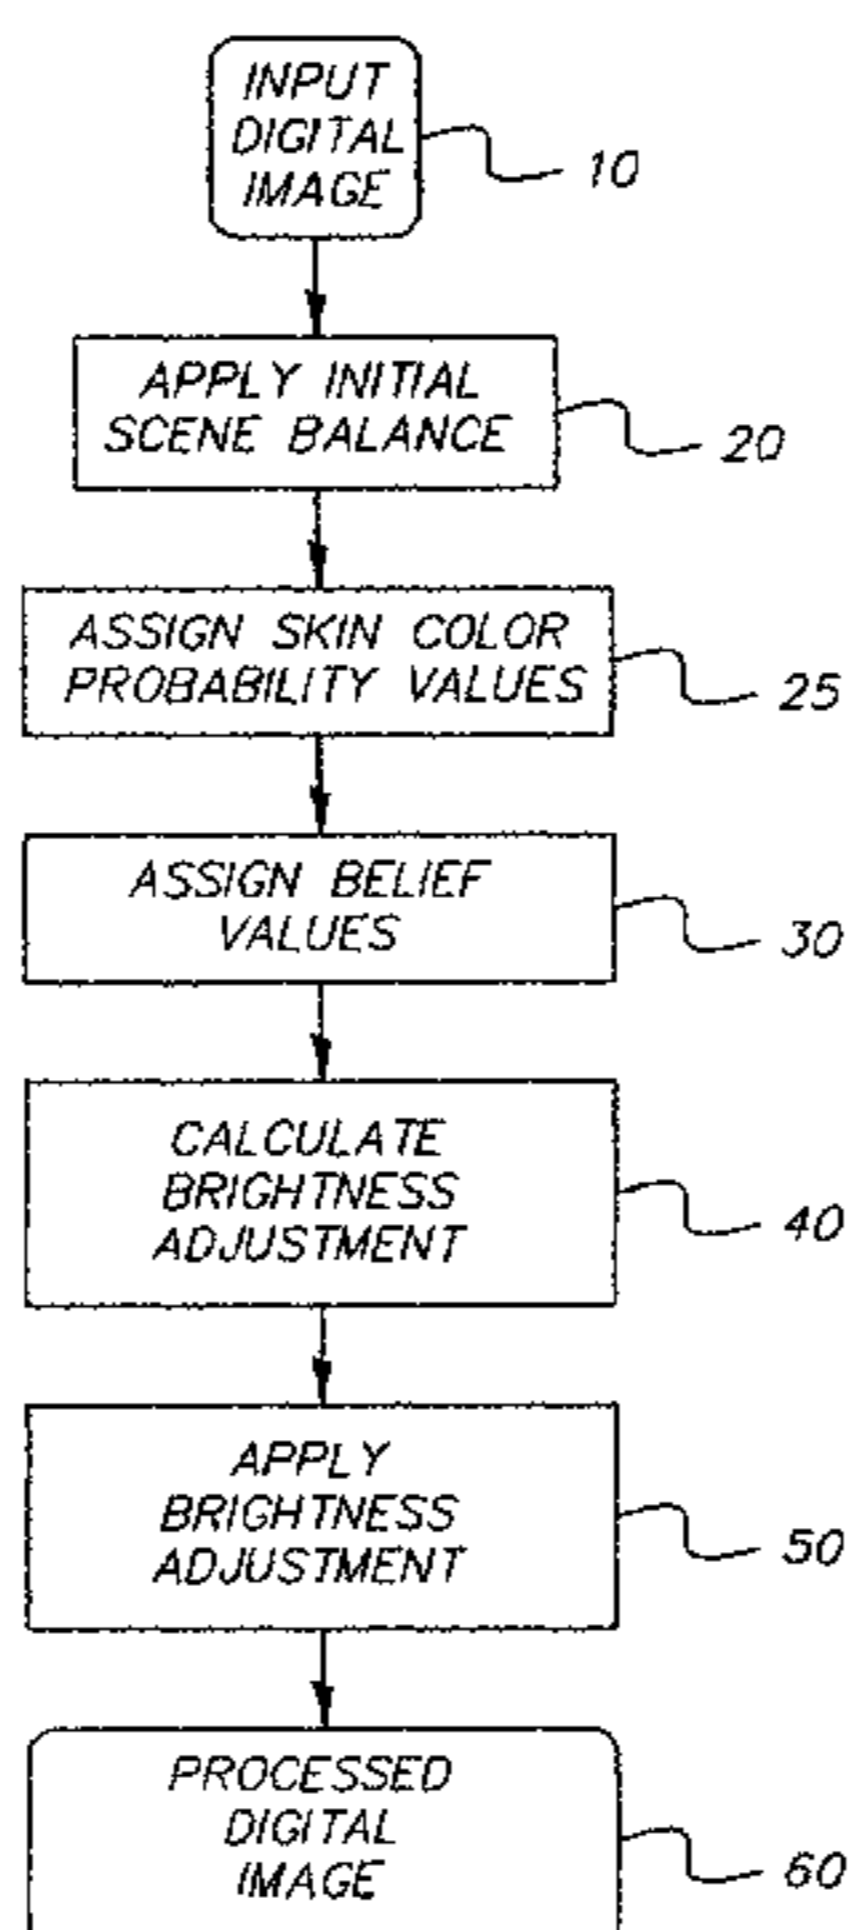 INPUT
DIGITAL
IMAGE
10
APPLY INITIAL
SCENE BALANCE
20
ASSIGN SKIN COLOR
PROBABILITY VALUES
25
ASSIGN BELIEF
VALUES
30
CALCULATE
BRIGHTNESS
ADJUSTMENT
40
APPLY
BRIGHTNESS
ADJUSTMENT
50
PROCESSED
DIGITAL
IMAGE
60